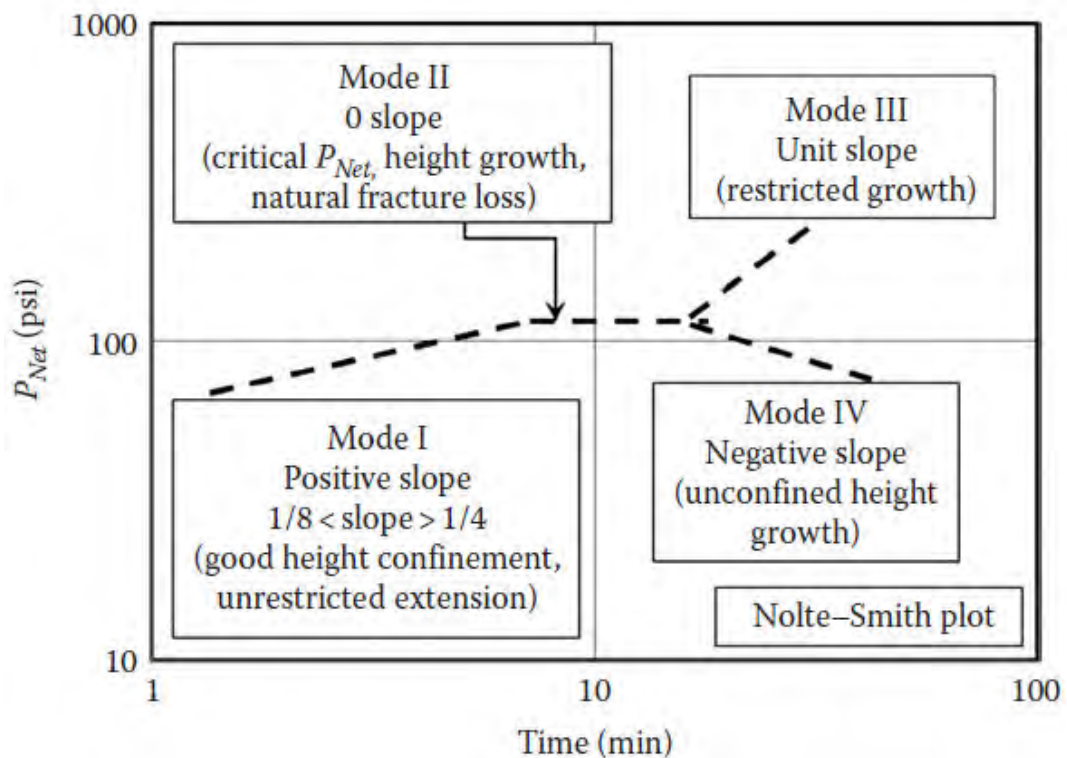 1000
Mode II
0 slope
(critical P_Net, height growth,
natural fracture loss)
Mode III
Unit slope
(restricted growth)
P_Net (psi)
100
Mode I
Positive slope
1/8 < slope > 1/4
(good height confinement,
unrestricted extension)
Mode IV
Negative slope
(unconfined height
growth)
Nolte–Smith plot
10
1
10
100
Time (min)